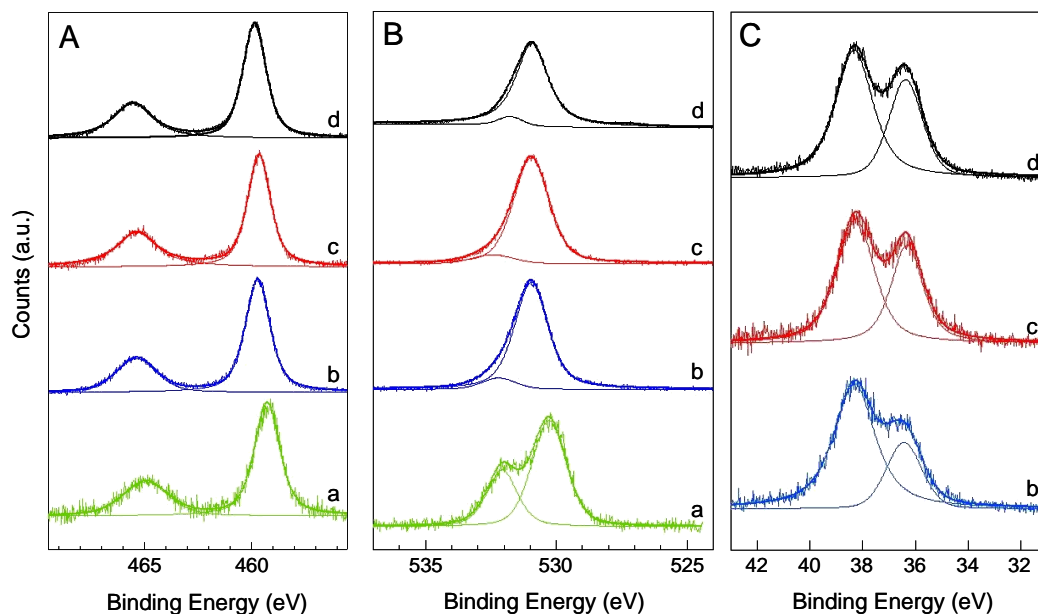 A
B
C
Counts (a.u.)
d
c
b
a
d
c
b
a
d
c
b
465
460
535
530
525
42
40
38
36
34
32
Binding Energy (eV)
Binding Energy (eV)
Binding Energy (eV)